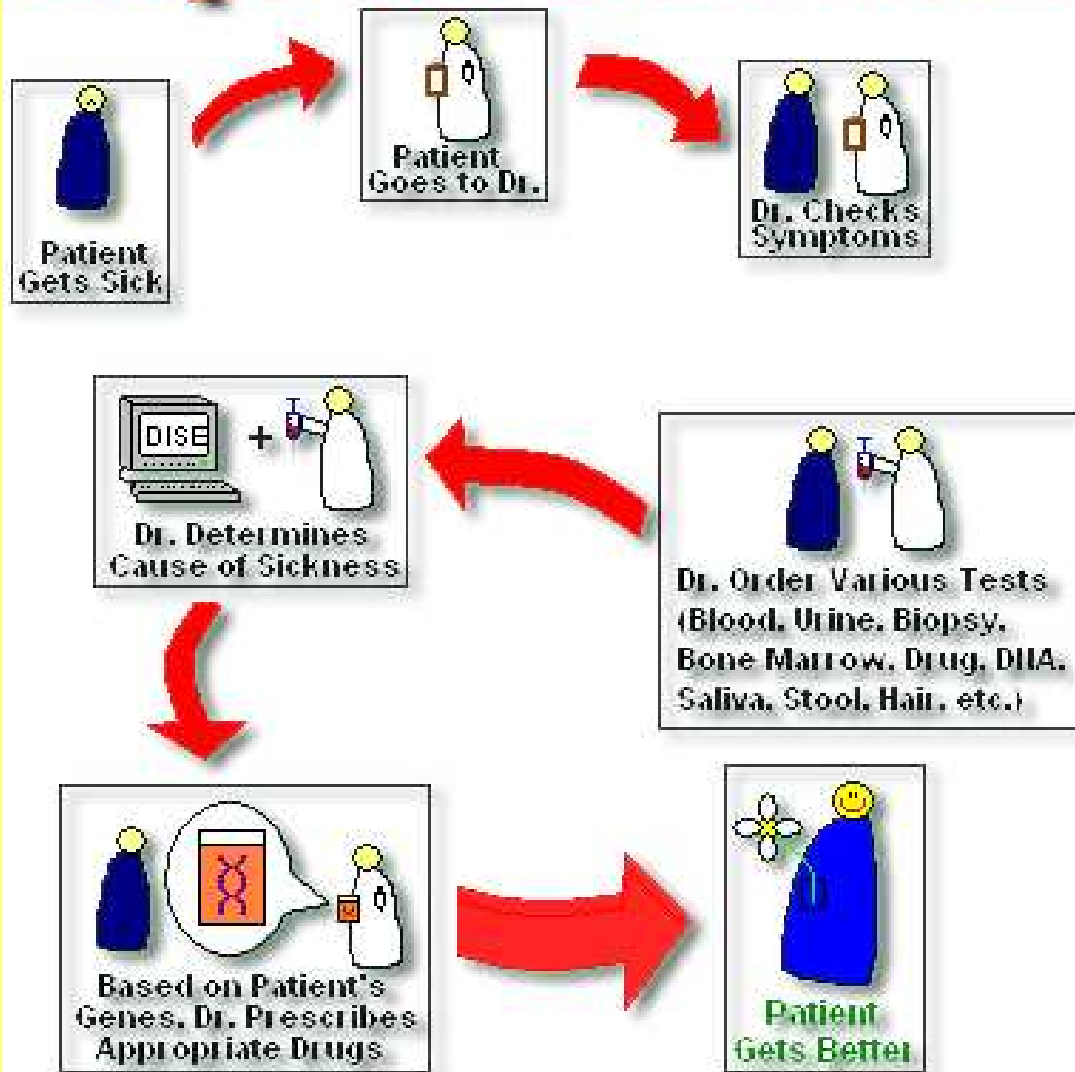 Patient
Gets Sick
Patient
Goes to Dr.
Dr. Checks
Symptoms
DISE
+
Dr. Determines
Cause of Sickness
Dr. Order Various Tests
(Blood, Urine, Biopsy,
Bone Marrow, Drug, DNA,
Saliva, Stool, Hair, etc.)
Based on Patient's
Genes, Dr. Prescribes
Appropriate Drugs
Patient
Gets Better